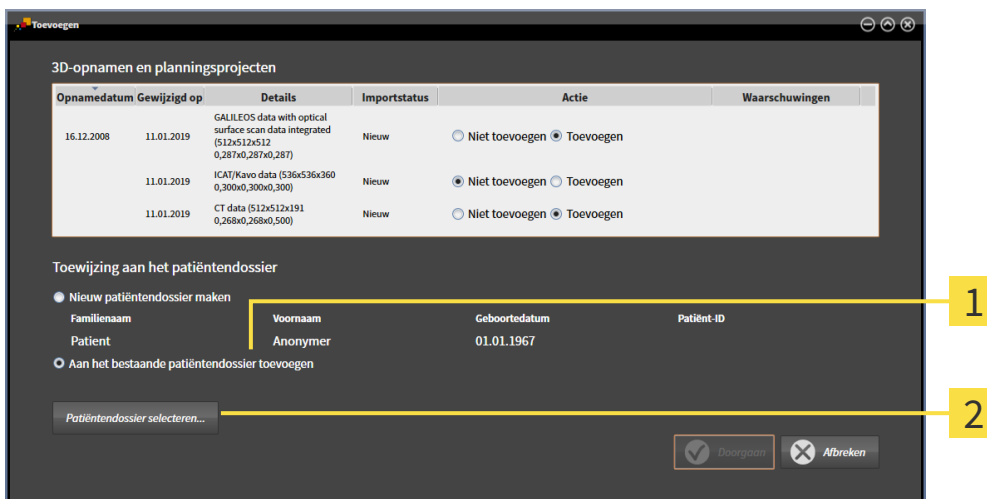 Toevoegen
3D-opnamen en planningsprojecten
Opnamedatum Gewijzigd op Details Importstatus Actie Waarschuwingen
16.12.2008 11.01.2019 GALILEOS data with optical
surface scan data integrated
(512x512x512
0,287x0,287x0,287) Nieuw Niet toevoegen Toevoegen
11.01.2019 ICAT/Kavo data (536x536x360
0,300x0,300x0,300) Nieuw Niet toevoegen Toevoegen
11.01.2019 CT data (512x512x191
0,268x0,268x0,500) Nieuw Niet toevoegen Toevoegen
Toewijzing aan het patiëntendossier
Nieuw patiëntendossier maken
Familienaam Voornaam Geboortedatum Patiënt-ID
Patient Anonymer 01.01.1967
Aan het bestaande patiëntendossier toevoegen
1
Patiëntendossier selecteren...
2
Doorgaan Afbreken